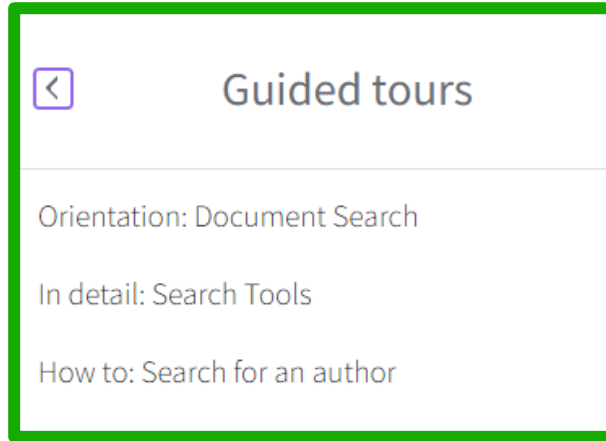 Guided tours
Orientation: Document Search
In detail: Search Tools
How to: Search for an author